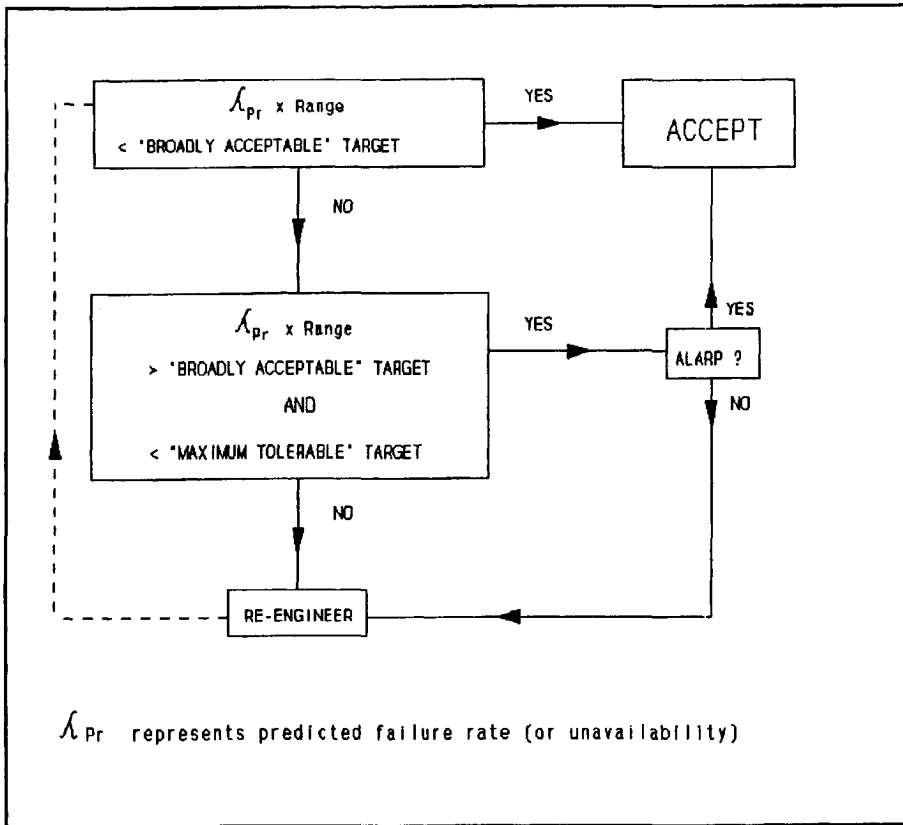 λPr x Range
< "BROADLY ACCEPTABLE" TARGET
YES
ACCEPT
NO
λPr x Range
> "BROADLY ACCEPTABLE" TARGET
AND
< "MAXIMUM TOLERABLE" TARGET
YES
YES
ALARP ?
NO
NO
RE-ENGINEER
λPr represents predicted failure rate (or unavailability)